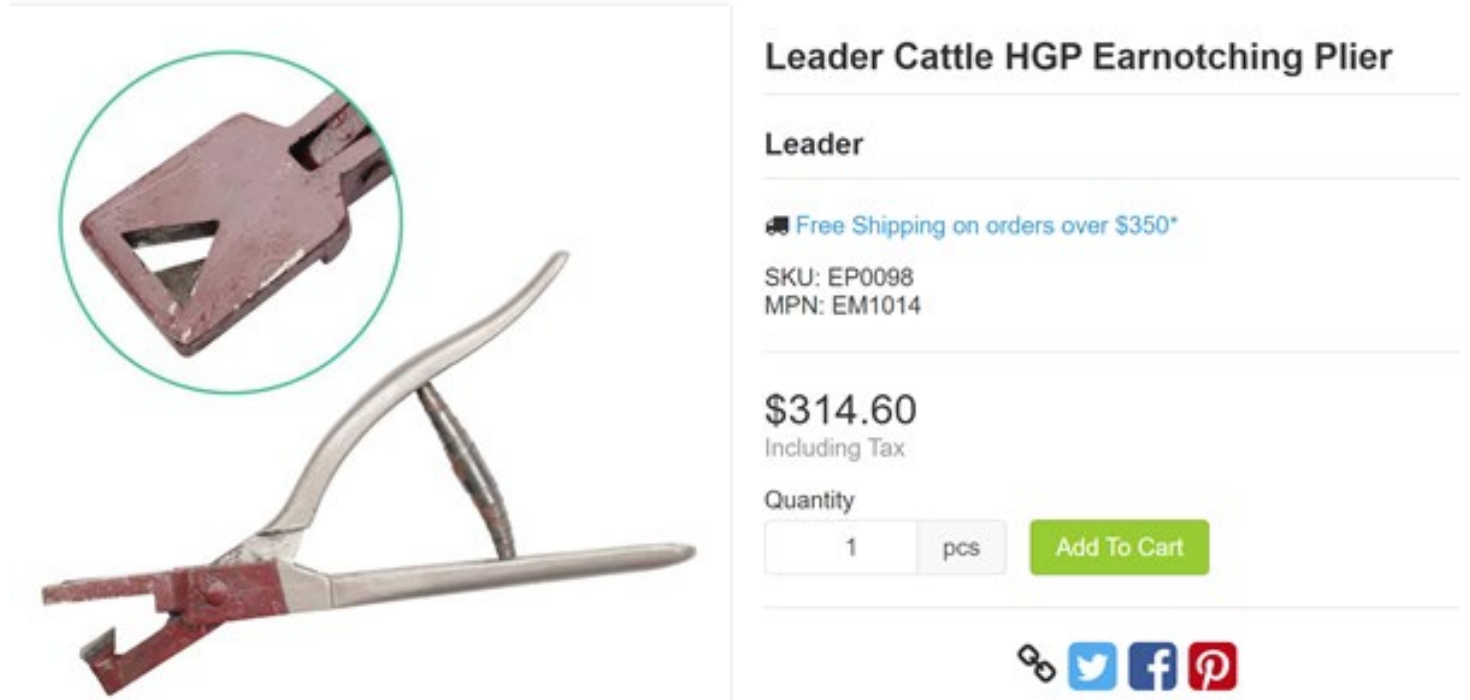 Leader Cattle HGP Earnotching Plier
Leader
Free Shipping on orders over $350*
SKU: EP0098
MPN: EM1014
$314.60
Including Tax
Quantity
1 pcs Add To Cart